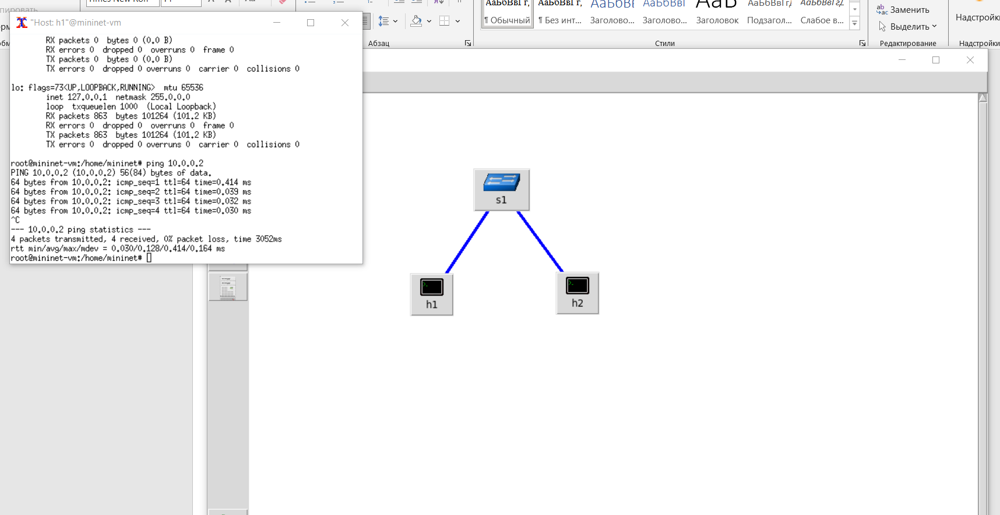 "Host: h1"@mininet-vm
RX packets 0  bytes 0 (0.0 B)
RX errors 0  dropped 0  overruns 0  frame 0
TX packets 0  bytes 0 (0.0 B)
TX errors 0  dropped 0 overruns 0  carrier 0  collisions 0
lo: flags=73<UP,LOOPBACK,RUNNING>  mtu 65536
inet 127.0.0.1  netmask 255.0.0.0
loop  txqueuelen 1000  (Local Loopback)
RX packets 863  bytes 101264 (101.2 KB)
RX errors 0  dropped 0  overruns 0  frame 0
TX packets 863  bytes 101264 (101.2 KB)
TX errors 0  dropped 0 overruns 0  carrier 0  collisions 0
root@mininet-vm:/home/mininet# ping 10.0.0.2
PING 10.0.0.2 (10.0.0.2) 56(84) bytes of data.
64 bytes from 10.0.0.2: icmp_seq=1 ttl=64 time=0.414 ms
64 bytes from 10.0.0.2: icmp_seq=2 ttl=64 time=0.039 ms
64 bytes from 10.0.0.2: icmp_seq=3 ttl=64 time=0.032 ms
64 bytes from 10.0.0.2: icmp_seq=4 ttl=64 time=0.030 ms
^C
--- 10.0.0.2 ping statistics ---
4 packets transmitted, 4 received, 0% packet loss, time 3052ms
rtt min/avg/max/mdev = 0.030/0.128/0.414/0.164 ms
root@mininet-vm:/home/mininet#
АаБбВвГг, АаБбВвГг, АаБбВвГ АаБбВвГ АаБ АаБбВвГг АаБбВвГг
¶ Обычный ¶ Без инт... Заголово... Заголово... Заголовок Подзагол... Слабое в...
Заменить
Выделить
Надстройки
Абзац
Стили
Редактирование
Надстройки
s1
h1
h2